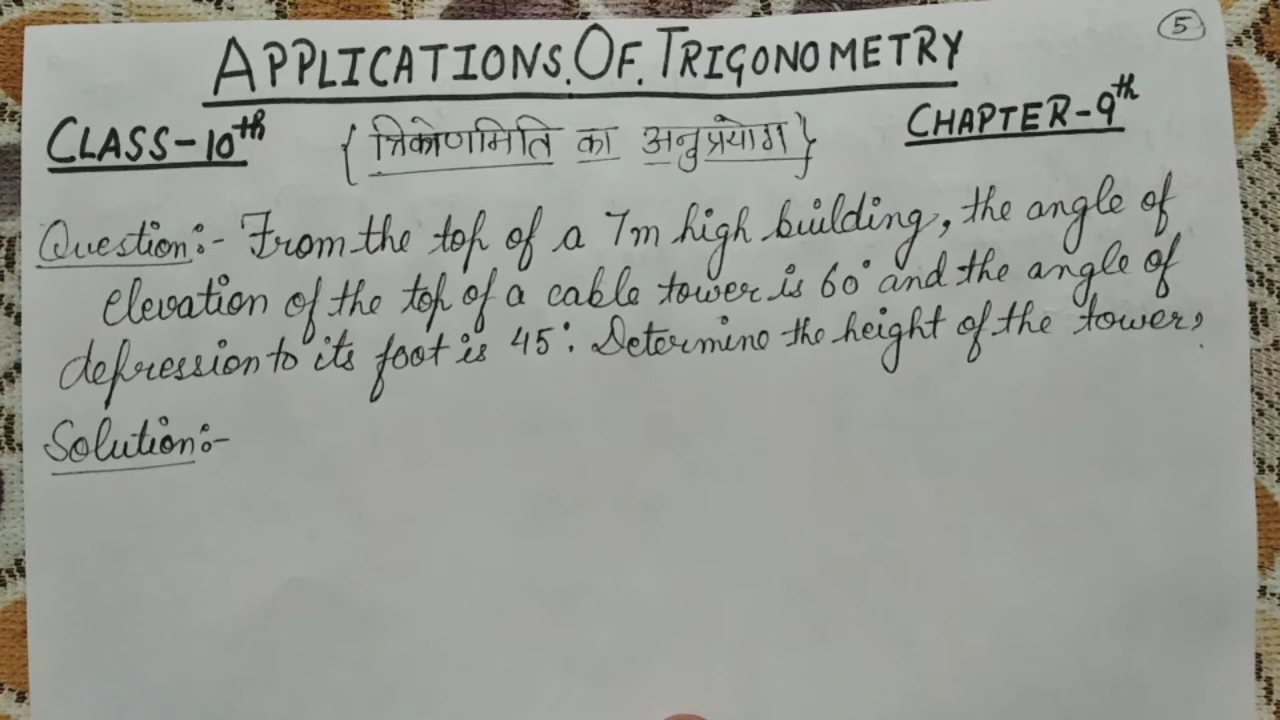 5
APPLICATIONS.OF.TRIGONOMETRY
CLASS-10th {त्रिकोणमिति का अनुप्रयोग} CHAPTER-9th
Question:- From the top of a 7m high building, the angle of
elevation of the top of a cable tower is 60° and the angle of
depression to its foot is 45°. Determine the height of the tower.
Solution:-